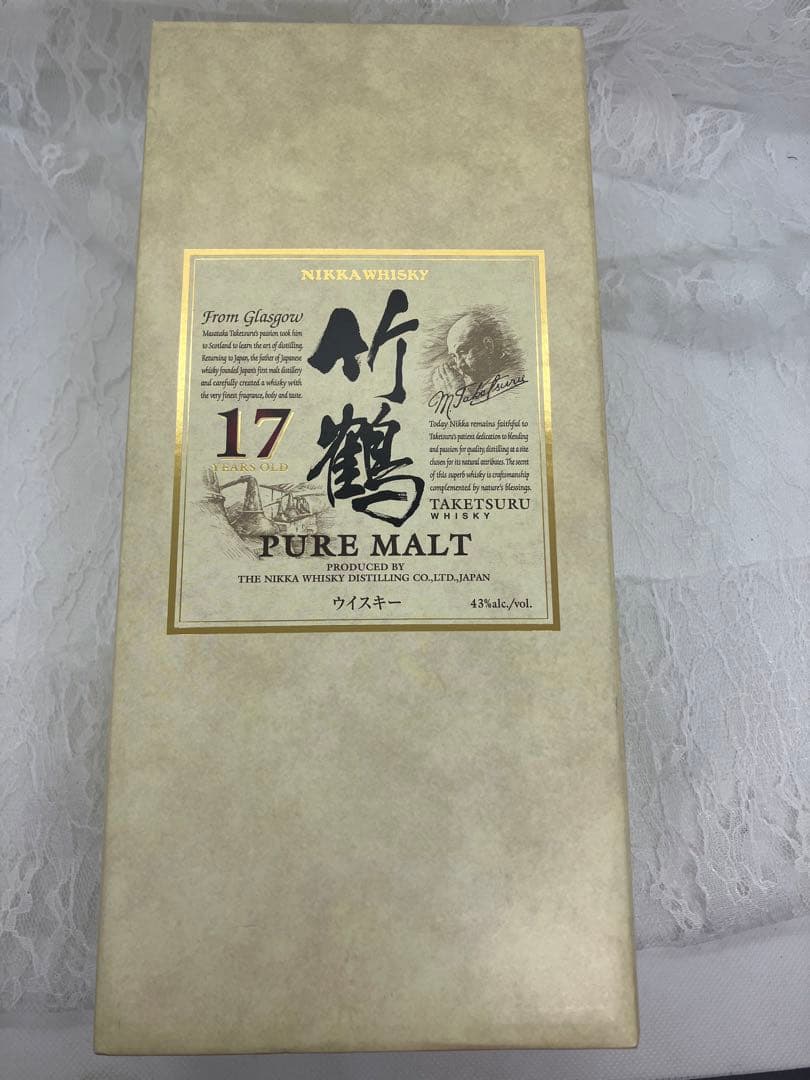 NIKKA WHISKY
From Glasgow
Masataka Taketsuru's passion took him
to Scotland to learn the art of distilling.
Returning to Japan, the father of Japanese
whisky founded Japan's first malt distillery
and carefully created a whisky with
the very finest fragrance, body and taste.
17
YEARS OLD
竹鶴
M. Taketsuru
Today Nikka remains faithful to
Taketsuru's patient dedication to blending
and passion for quality, distilling at a site
chosen for its natural attributes. The secret
of this superb whisky is craftsmanship
complemented by nature's blessings.
TAKETSURU
WHISKY
PURE MALT
PRODUCED BY
THE NIKKA WHISKY DISTILLING CO.,LTD.,JAPAN
ウイスキー
43%alc./vol.